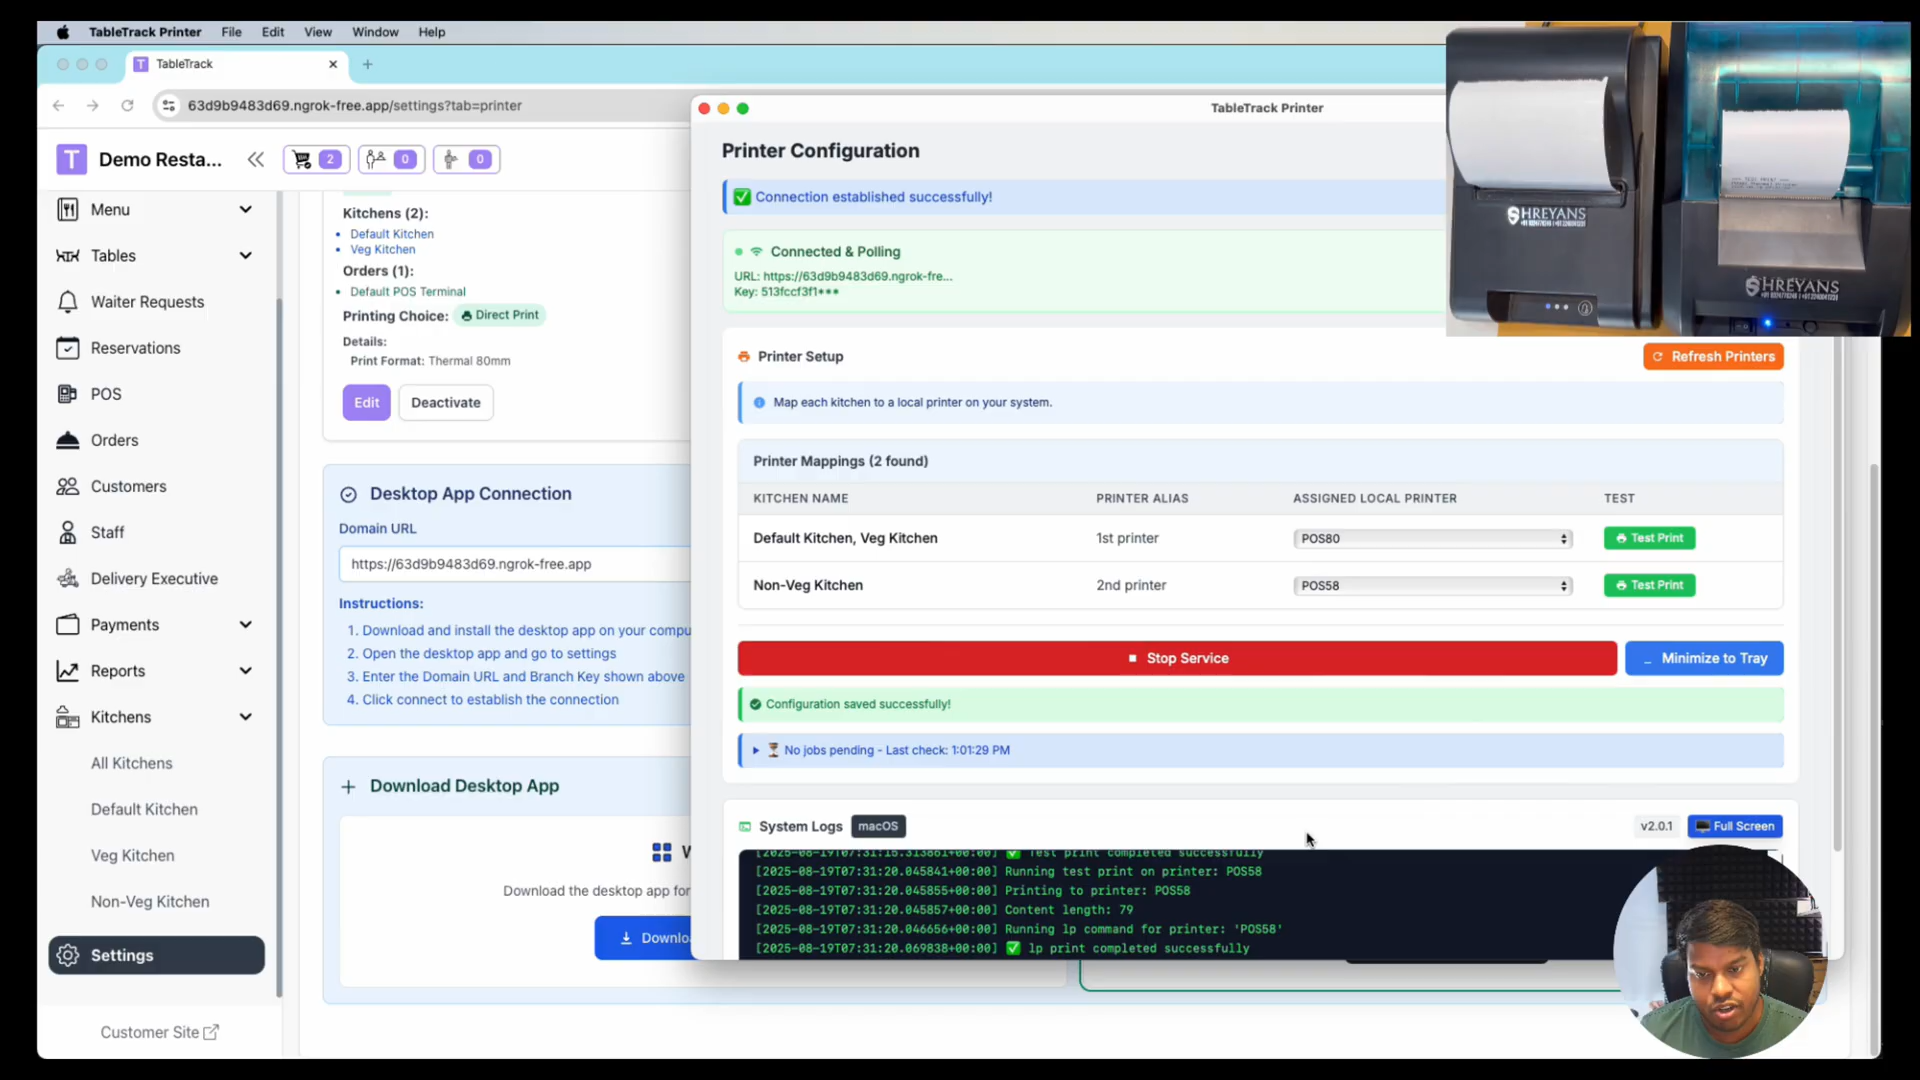 TableTrack Printer File Edit View Window Help
TableTrack
63d9b9483d69.ngrok-free.app/settings?tab=printer
T Demo Resta... 2 0 0
Menu
Tables
Waiter Requests
Reservations
POS
Orders
Customers
Staff
Delivery Executive
Payments
Reports
Kitchens
All Kitchens
Default Kitchen
Veg Kitchen
Non-Veg Kitchen
Settings
Customer Site
Kitchens (2):
Default Kitchen
Veg Kitchen
Orders (1):
Default POS Terminal
Printing Choice: Direct Print
Details:
Print Format: Thermal 80mm
Edit Deactivate
Desktop App Connection
Domain URL
https://63d9b9483d69.ngrok-free.app
Instructions:
1. Download and install the desktop app on your compu
2. Open the desktop app and go to settings
3. Enter the Domain URL and Branch Key shown above
4. Click connect to establish the connection
Download Desktop App
W
Download the desktop app for
Downlo
TableTrack Printer
Printer Configuration
Connection established successfully!
Connected & Polling
URL: https://63d9b9483d69.ngrok-fre...
Key: 513fccf3f1***
Printer Setup Refresh Printers
Map each kitchen to a local printer on your system.
Printer Mappings (2 found)
KITCHEN NAME PRINTER ALIAS ASSIGNED LOCAL PRINTER TEST
Default Kitchen, Veg Kitchen 1st printer POS80 Test Print
Non-Veg Kitchen 2nd printer POS58 Test Print
Stop Service Minimize to Tray
Configuration saved successfully!
No jobs pending - Last check: 1:01:29 PM
System Logs macOS v2.0.1 Full Screen
[2025-08-19T07:31:15.313861+00:00] Test print completed successfully
[2025-08-19T07:31:20.045841+00:00] Running test print on printer: POS58
[2025-08-19T07:31:20.045855+00:00] Printing to printer: POS58
[2025-08-19T07:31:20.045857+00:00] Content length: 79
[2025-08-19T07:31:20.046656+00:00] Running lp command for printer: 'POS58'
[2025-08-19T07:31:20.069838+00:00] lp print completed successfully
SHREYANS
SHREYANS